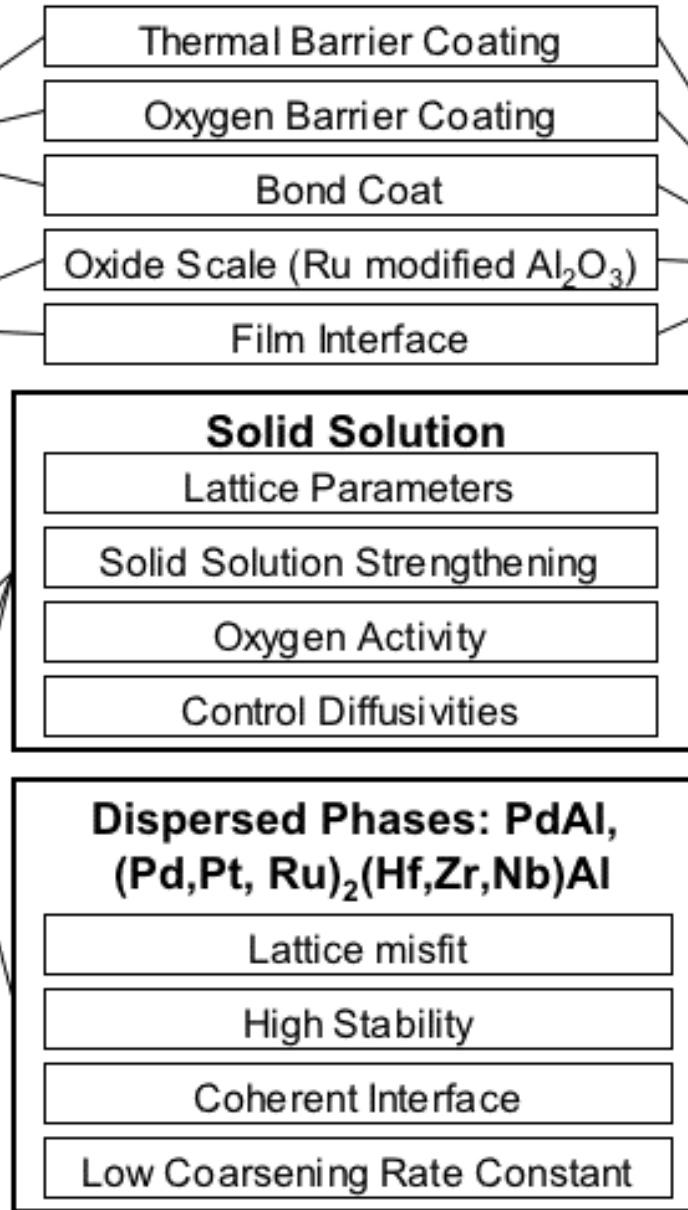 Thermal Barrier Coating
Oxygen Barrier Coating
Bond Coat
Oxide Scale (Ru modified Al₂O₃)
Film Interface
Solid Solution
Lattice Parameters
Solid Solution Strengthening
Oxygen Activity
Control Diffusivities
Dispersed Phases: PdAl,
(Pd,Pt, Ru)₂(Hf,Zr,Nb)Al
Lattice misfit
High Stability
Coherent Interface
Low Coarsening Rate Constant